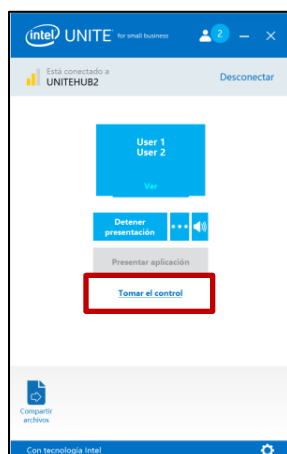 intel UNITE for small business 2
Está conectado a
UNITEHUB2
Desconectar
User 1
User 2
Ver
Detener
presentación
Presentar aplicación
Tomar el control
Compartir
archivos
Con tecnología Intel